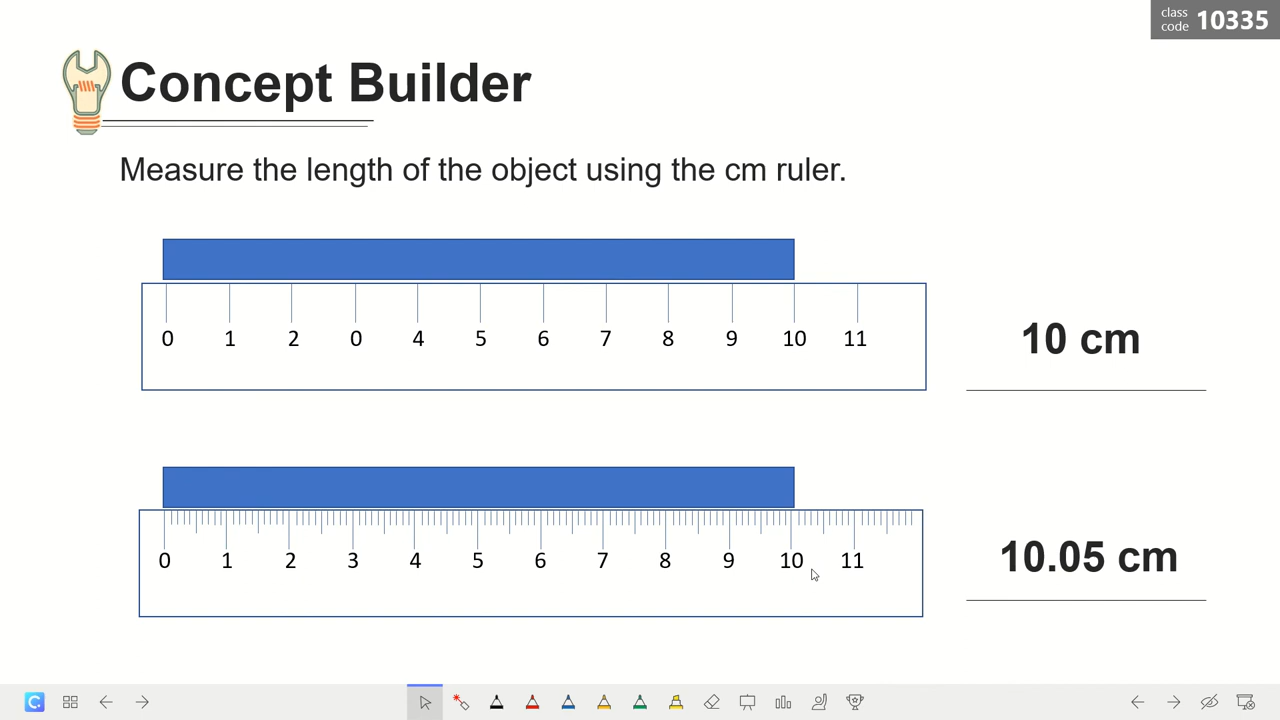 class
code 10335
Concept Builder
Measure the length of the object using the cm ruler.
0 1 2 0 4 5 6 7 8 9 10 11
10 cm
0 1 2 3 4 5 6 7 8 9 10 11
10.05 cm